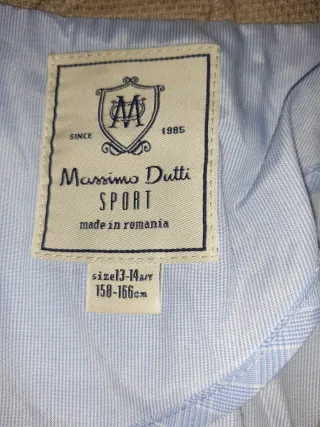 MD
SINCE 1985
Massimo Dutti
SPORT
made in romania
size13-14A/Y
158-166cm